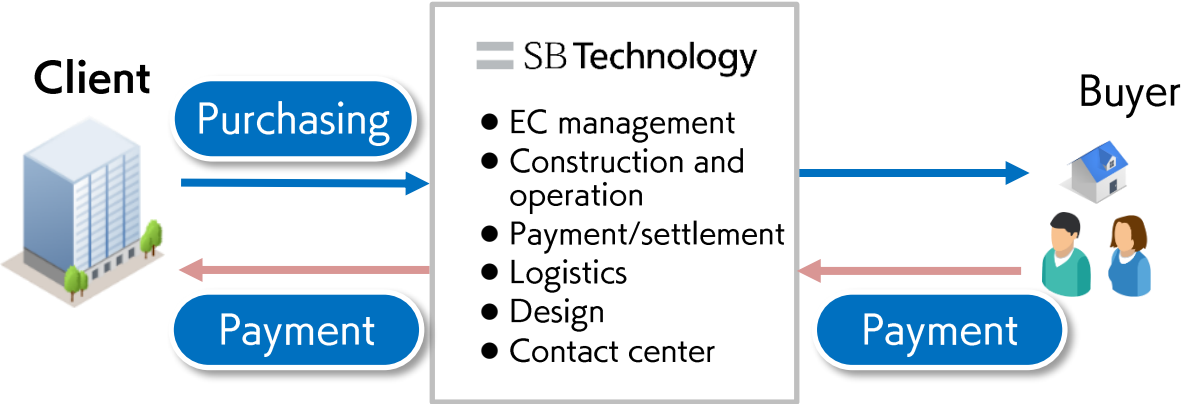 Client
Purchasing
Payment
SB Technology
● EC management
● Construction and
operation
● Payment/settlement
● Logistics
● Design
● Contact center
Buyer
Payment